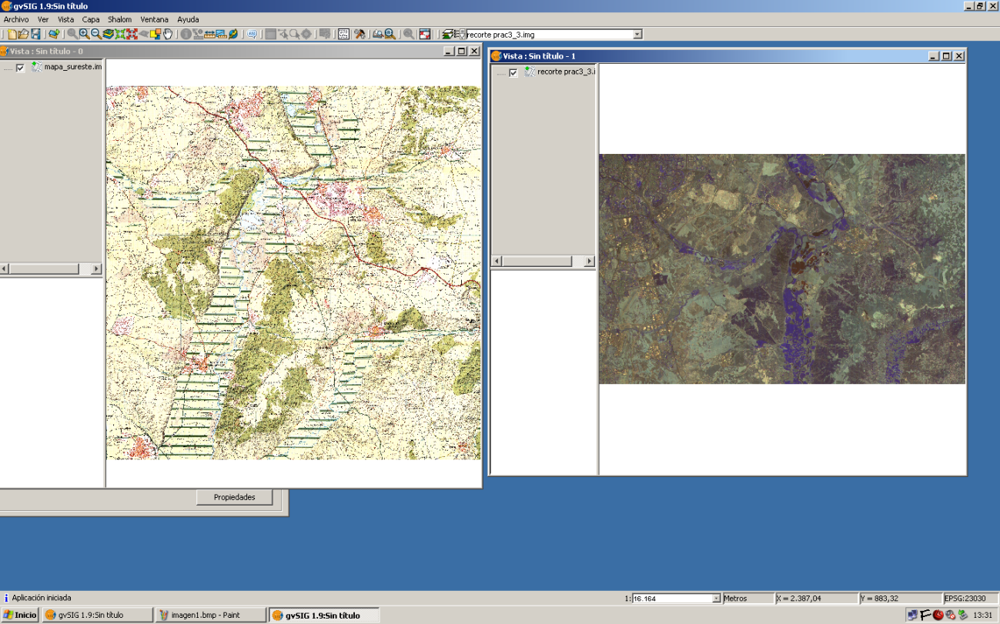 gvSIG 1.9:Sin título
Archivo Ver Vista Capa Shalom Ventana Ayuda
recorte prac3_3.img
Vista : Sin título - 0
mapa_sureste.im
Vista : Sin título - 1
recorte prac3_3.i
Propiedades
Aplicación iniciada
1: 16.164 Metros X = 2.387,04 Y = 883,32 EPSG:23030
Inicio gvSIG 1.9:Sin título imagen1.bmp - Paint gvSIG 1.9:Sin título 13:31